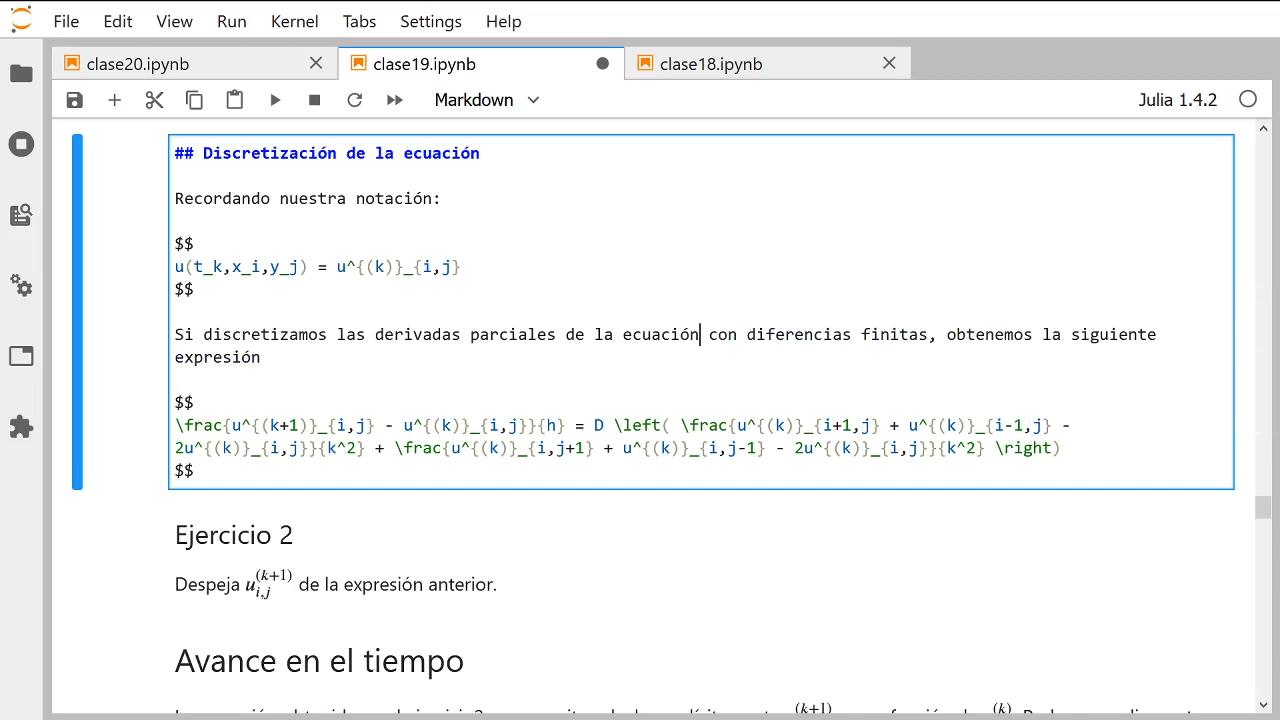 File Edit View Run Kernel Tabs Settings Help
clase20.ipynb clase19.ipynb clase18.ipynb
Markdown Julia 1.4.2
## Discretización de la ecuación
Recordando nuestra notación:
$$
u(t_k,x_i,y_j) = u^{(k)}_{i,j}
$$
Si discretizamos las derivadas parciales de la ecuación con diferencias finitas, obtenemos la siguiente
expresión
$$
\frac{u^{(k+1)}_{i,j} - u^{(k)}_{i,j}}{h} = D \left( \frac{u^{(k)}_{i+1,j} + u^{(k)}_{i-1,j} -
2u^{(k)}_{i,j}}{k^2} + \frac{u^{(k)}_{i,j+1} + u^{(k)}_{i,j-1} - 2u^{(k)}_{i,j}}{k^2} \right)
$$
Ejercicio 2
Despeja u_{i,j}^{(k+1)} de la expresión anterior.
Avance en el tiempo